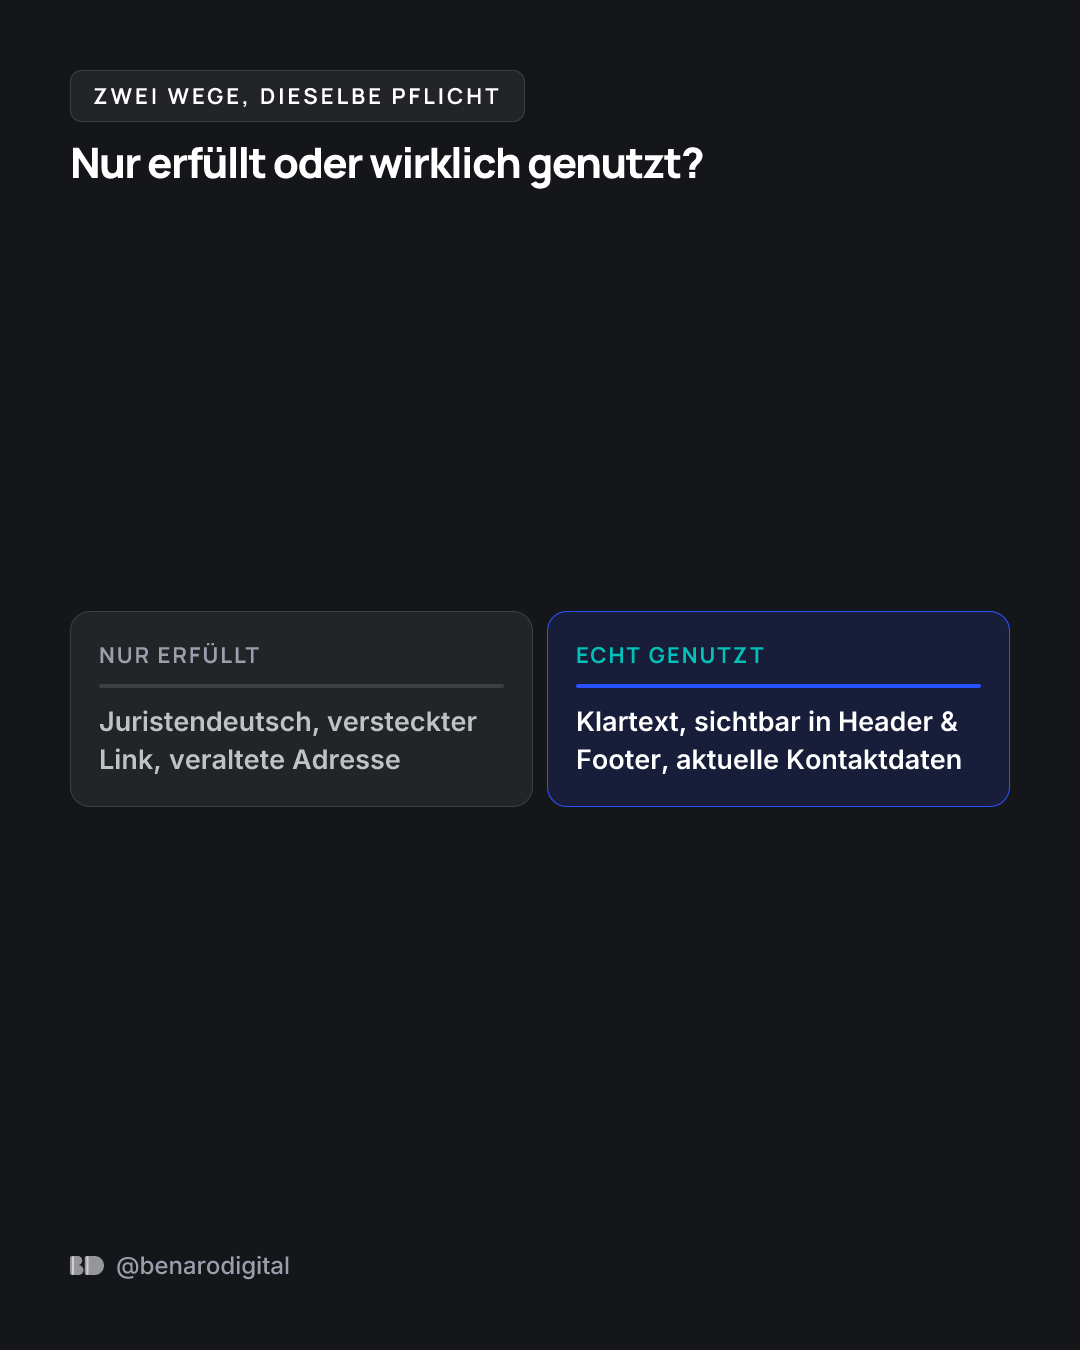 ZWEI WEGE, DIESELBE PFLICHT
Nur erfüllt oder wirklich genutzt?
NUR ERFÜLLT
Juristendeutsch, versteckter
Link, veraltete Adresse
ECHT GENUTZT
Klartext, sichtbar in Header &
Footer, aktuelle Kontaktdaten
BD @benarodigital